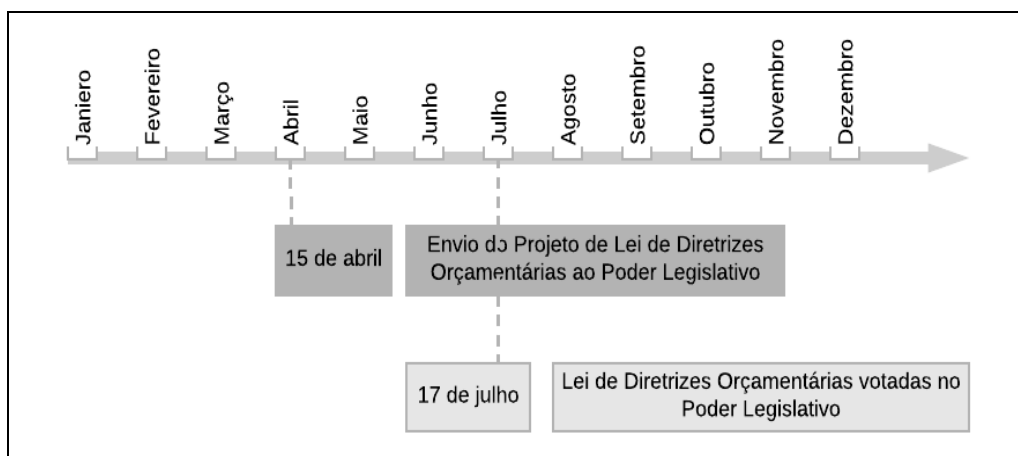 Janiero
Fevereiro
Março
Abril
Maio
Junho
Julho
Agosto
Setembro
Outubro
Novembro
Dezembro
15 de abril
Envio do Projeto de Lei de Diretrizes
Orçamentárias ao Poder Legislativo
17 de julho
Lei de Diretrizes Orçamentárias votadas no
Poder Legislativo